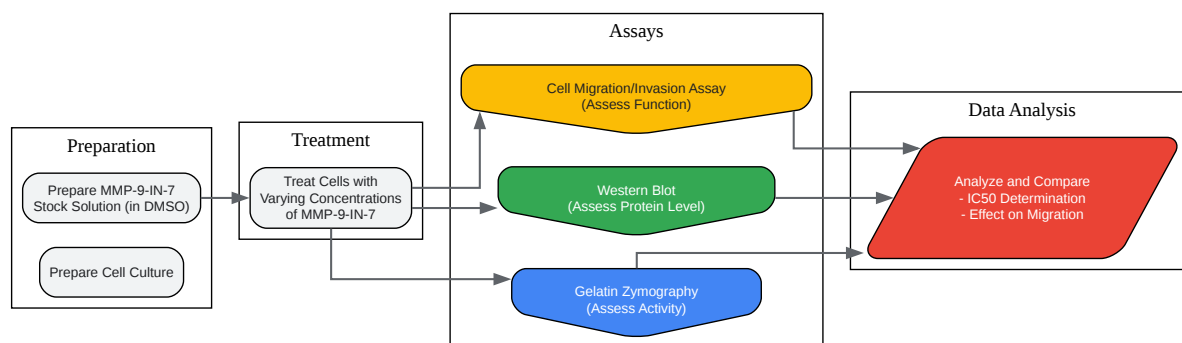 Preparation
Prepare MMP-9-IN-7
Stock Solution (in DMSO)
Prepare Cell Culture
Treatment
Treat Cells with
Varying Concentrations
of MMP-9-IN-7
Assays
Cell Migration/Invasion Assay
(Assess Function)
Western Blot
(Assess Protein Level)
Gelatin Zymography
(Assess Activity)
Data Analysis
Analyze and Compare
- IC50 Determination
- Effect on Migration